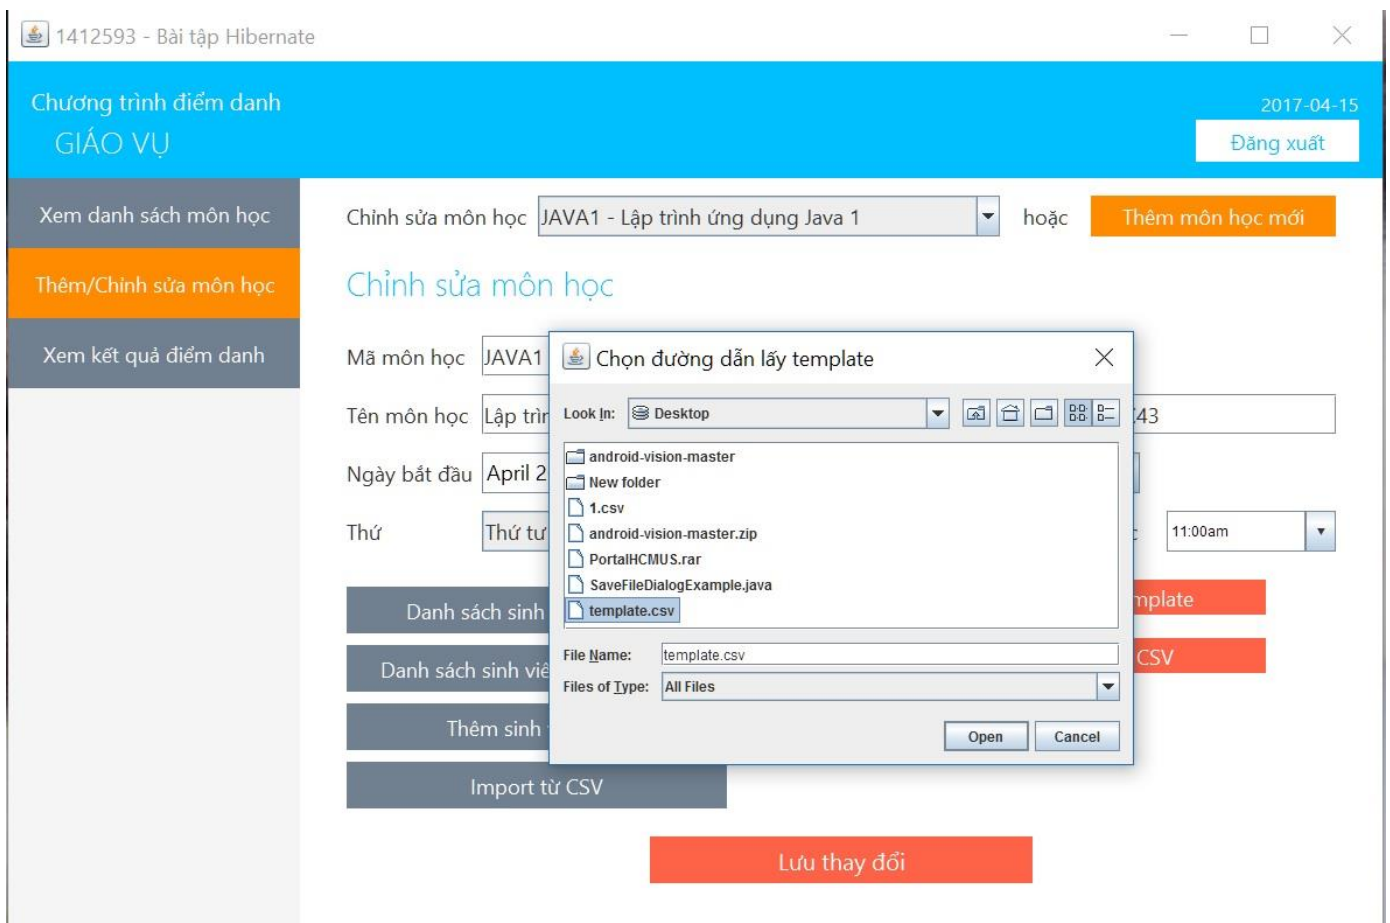 1412593 - Bài tập Hibernate
Chương trình điểm danh
2017-04-15
GIÁO VỤ
Đăng xuất
Xem danh sách môn học
Thêm/Chỉnh sửa môn học
Xem kết quả điểm danh
Chỉnh sửa môn học JAVA1 - Lập trình ứng dụng Java 1 hoặc Thêm môn học mới
Chỉnh sửa môn học
Mã môn học JAVA1
Tên môn học Lập trìn
43
Ngày bắt đầu April 2
Thứ Thứ tư
11:00am
Danh sách sinh
Danh sách sinh viê
Thêm sinh
Import từ CSV
mplate
CSV
Lưu thay đổi
Chọn đường dẫn lấy template
Look In: Desktop
android-vision-master
New folder
1.csv
android-vision-master.zip
PortalHCMUS.rar
SaveFileDialogExample.java
template.csv
File Name: template.csv
Files of Type: All Files
Open Cancel